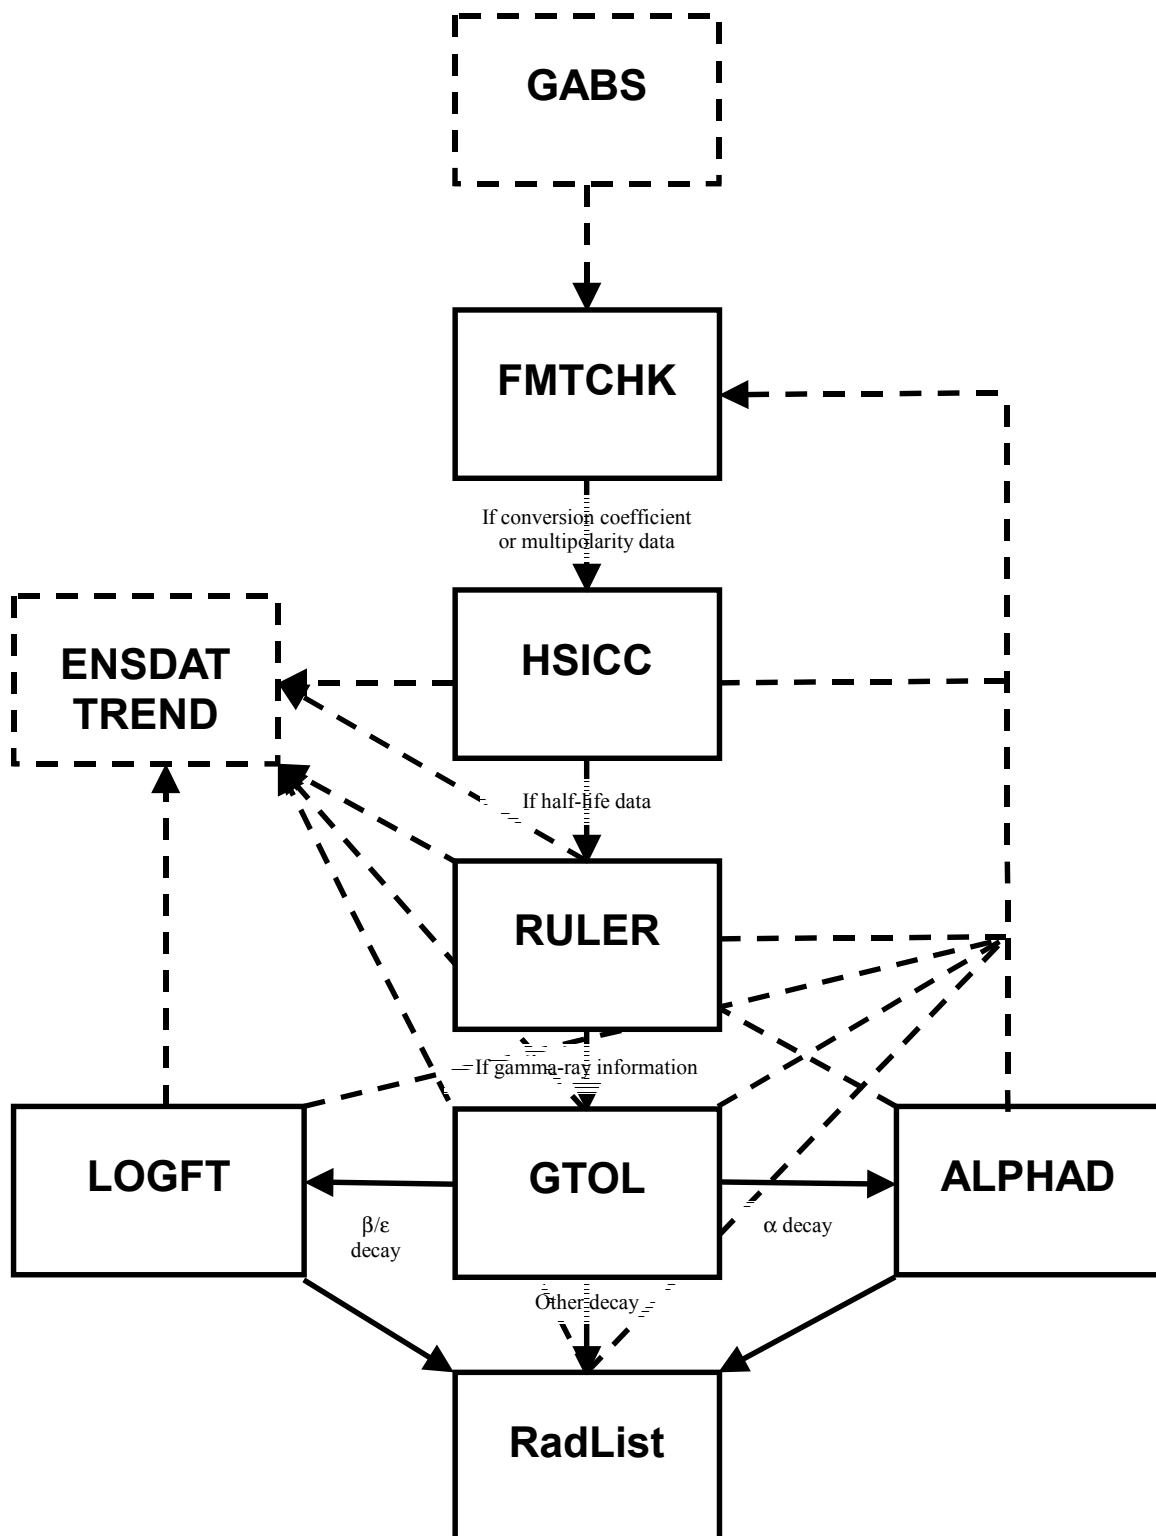 GABS
FMTCHK
If conversion coefficient
or multipolarity data
ENSDAT
TREND
HSICC
If half-life data
RULER
If gamma-ray information
LOGFT
GTOL
ALPHAD
β/ε
decay
α decay
Other decay
RadList